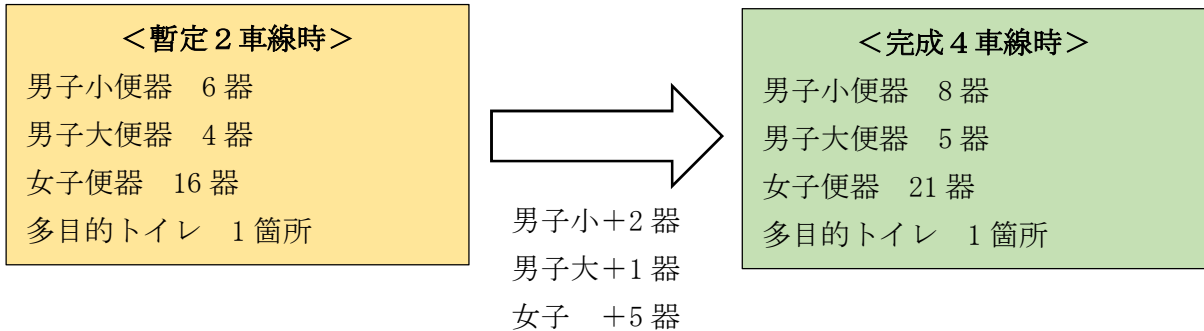 ＜暫定２車線時＞
男子小便器　6 器
男子大便器　4 器
女子便器　16 器
多目的トイレ　1 箇所
男子小＋2 器
男子大＋1 器
女子　＋5 器
＜完成４車線時＞
男子小便器　8 器
男子大便器　5 器
女子便器　21 器
多目的トイレ　1 箇所